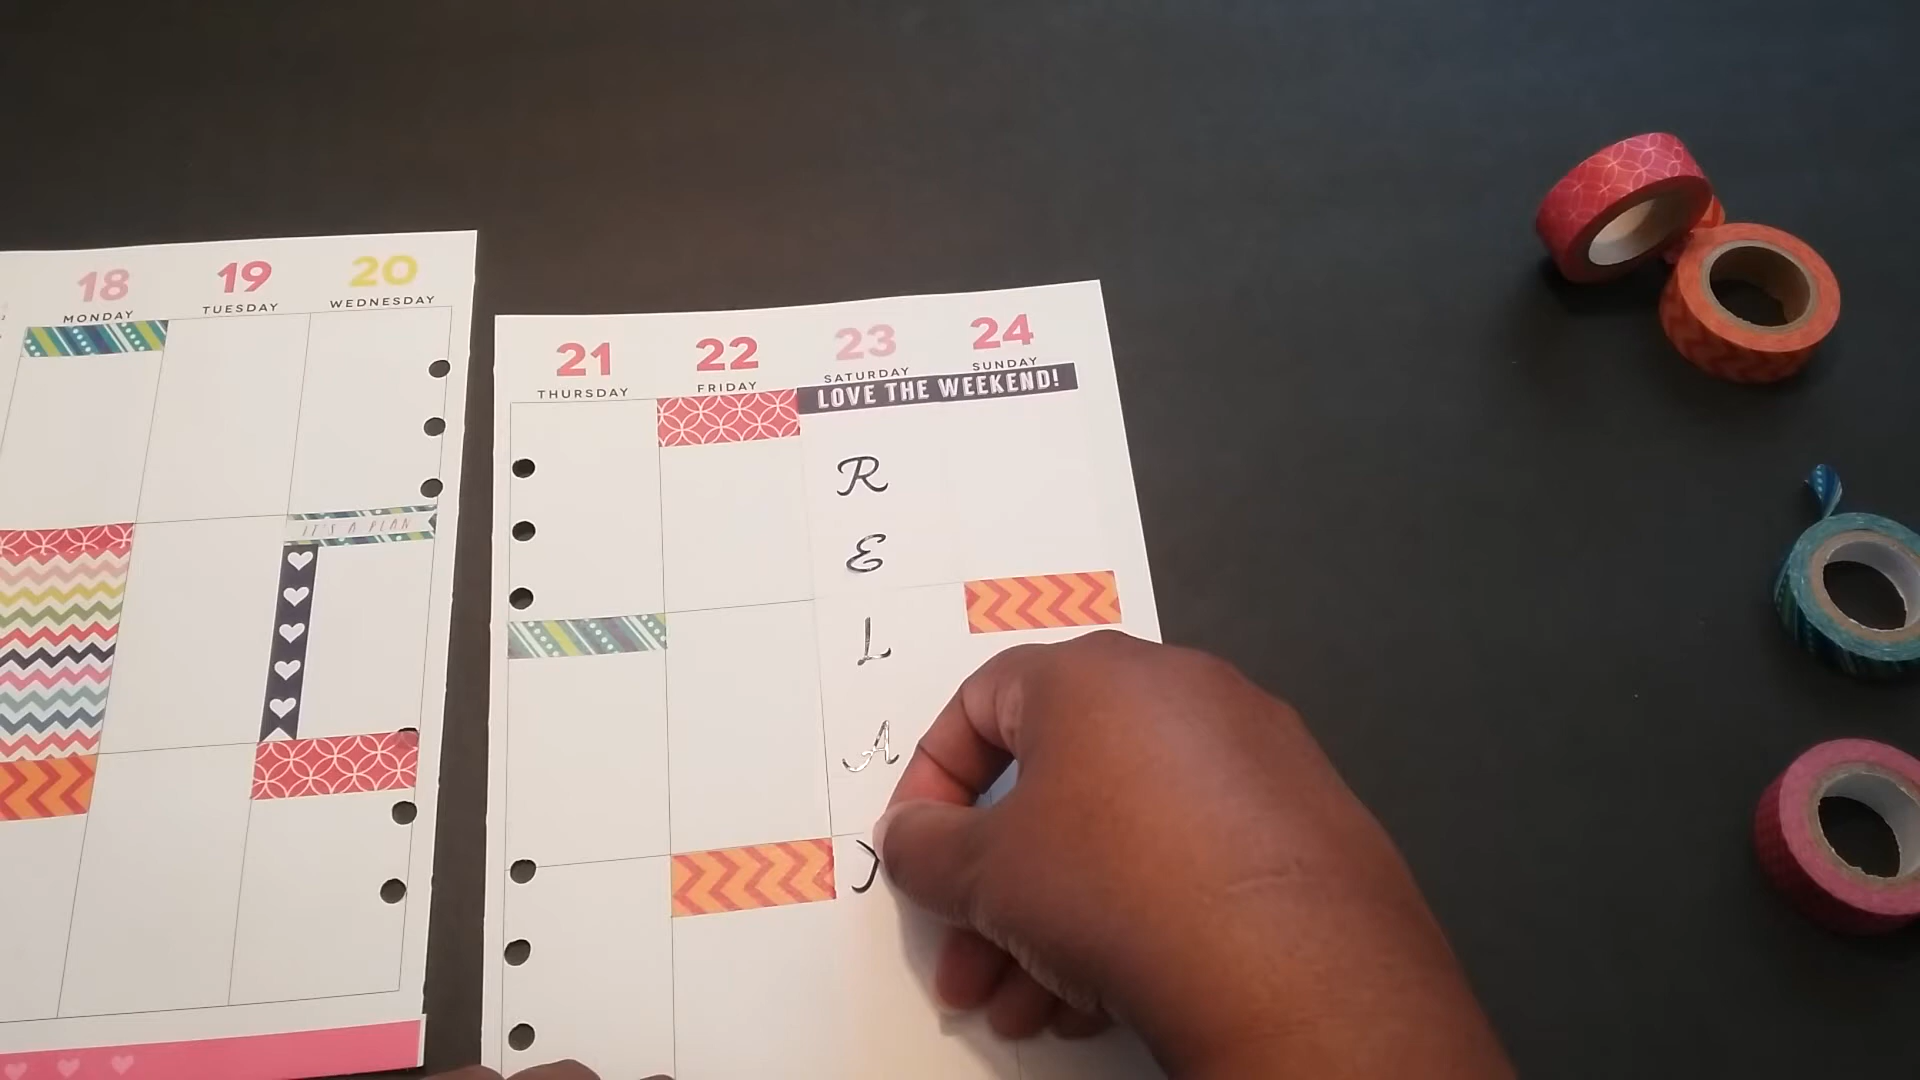 18
MONDAY
19
TUESDAY
20
WEDNESDAY
IT'S A PLAN
21
THURSDAY
22
FRIDAY
23
SATURDAY
24
SUNDAY
LOVE THE WEEKEND!
R
E
L
A